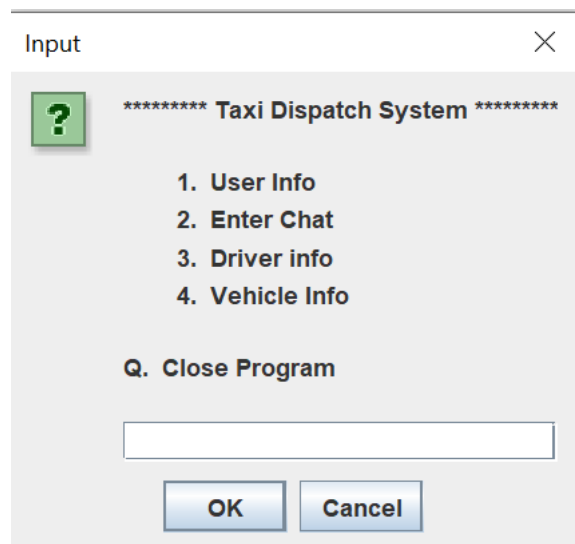 Input
********* Taxi Dispatch System *********
1. User Info
2. Enter Chat
3. Driver info
4. Vehicle Info
Q. Close Program
OK Cancel